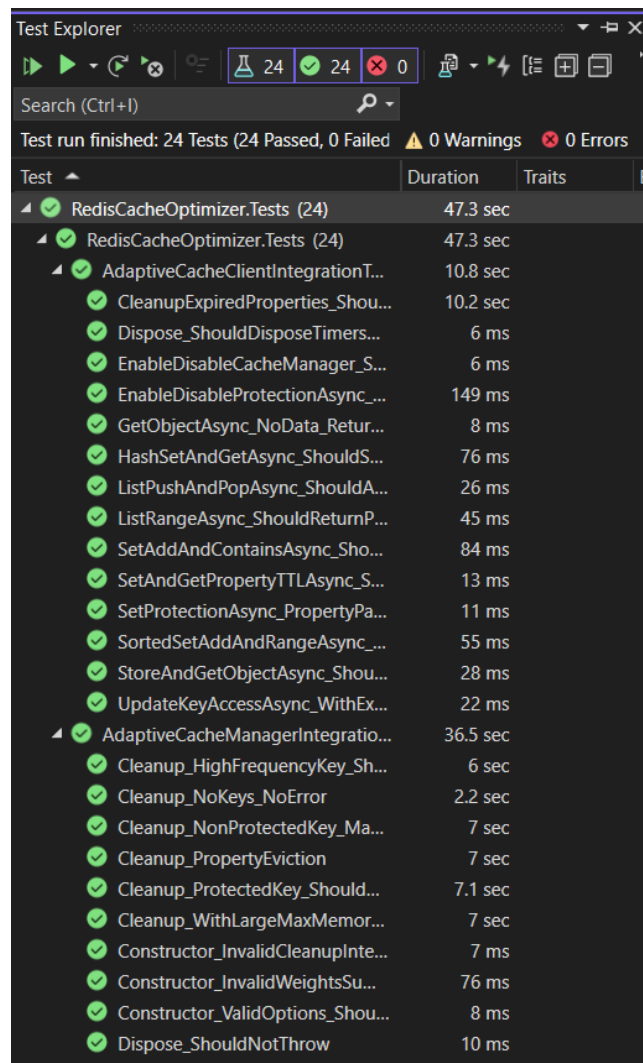 Test Explorer
24 24 0
Search (Ctrl+I)
Test run finished: 24 Tests (24 Passed, 0 Failed 0 Warnings 0 Errors
Test Duration Traits
RedisCacheOptimizer.Tests (24) 47.3 sec
RedisCacheOptimizer.Tests (24) 47.3 sec
AdaptiveCacheClientIntegrationT... 10.8 sec
CleanupExpiredProperties_Shou... 10.2 sec
Dispose_ShouldDisposeTimers... 6 ms
EnableDisableCacheManager_S... 6 ms
EnableDisableProtectionAsync_... 149 ms
GetObjectAsync_NoData_Retur... 8 ms
HashSetAndGetAsync_ShouldS... 76 ms
ListPushAndPopAsync_ShouldA... 26 ms
ListRangeAsync_ShouldReturnP... 45 ms
SetAddAndContainsAsync_Sho... 84 ms
SetAndGetPropertyTTLAsync_S... 13 ms
SetProtectionAsync_PropertyPa... 11 ms
SortedSetAddAndRangeAsync_... 55 ms
StoreAndGetObjectAsync_Shou... 28 ms
UpdateKeyAccessAsync_WithEx... 22 ms
AdaptiveCacheManagerIntegratio... 36.5 sec
Cleanup_HighFrequencyKey_Sh... 6 sec
Cleanup_NoKeys_NoError 2.2 sec
Cleanup_NonProtectedKey_Ma... 7 sec
Cleanup_PropertyEviction 7 sec
Cleanup_ProtectedKey_Should... 7.1 sec
Cleanup_WithLargeMaxMemor... 7 sec
Constructor_InvalidCleanupInte... 7 ms
Constructor_InvalidWeightsSu... 76 ms
Constructor_ValidOptions_Shou... 8 ms
Dispose_ShouldNotThrow 10 ms